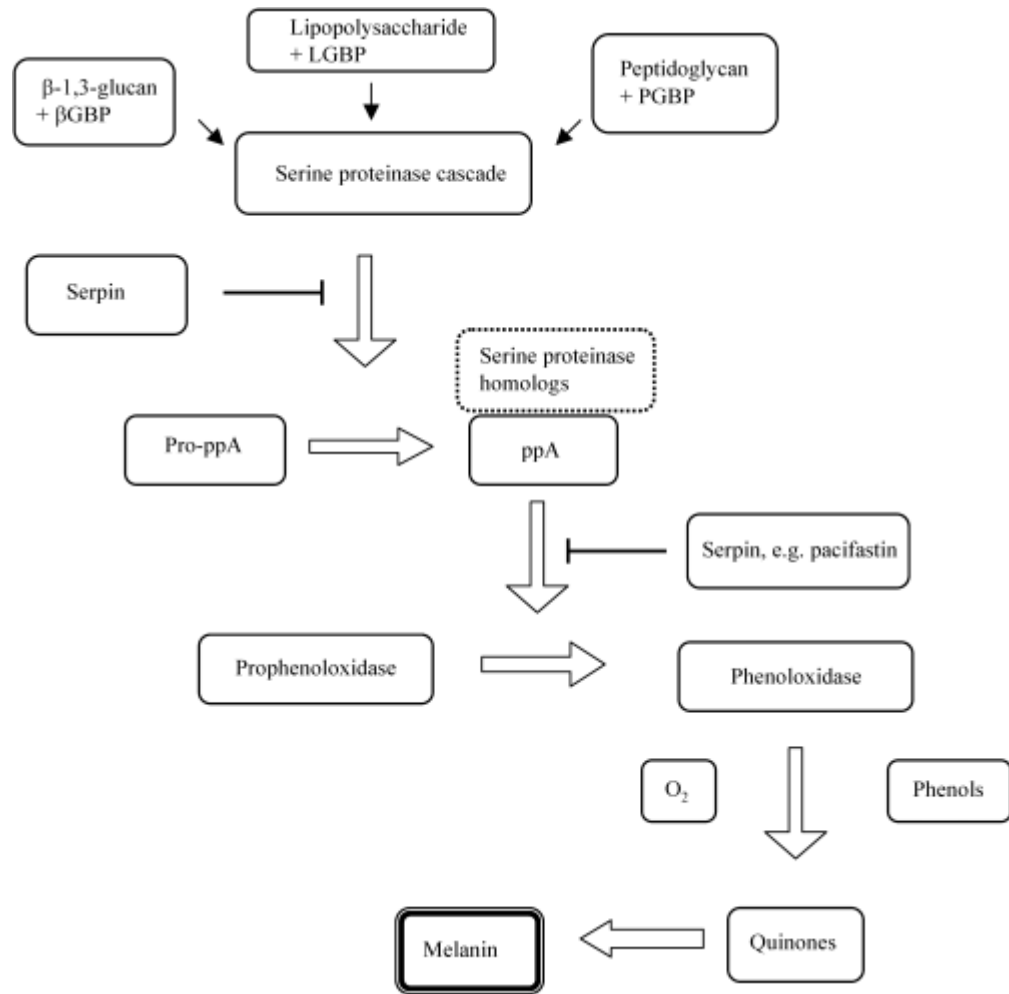 Lipopolysaccharide
+ LGBP
β-1,3-glucan
+ βGBP
Peptidoglycan
+ PGBP
Serine proteinase cascade
Serpin
Serine proteinase
homologs
Pro-ppA
ppA
Serpin, e.g. pacifastin
Prophenoloxidase
Phenoloxidase
O₂
Phenols
Melanin
Quinones